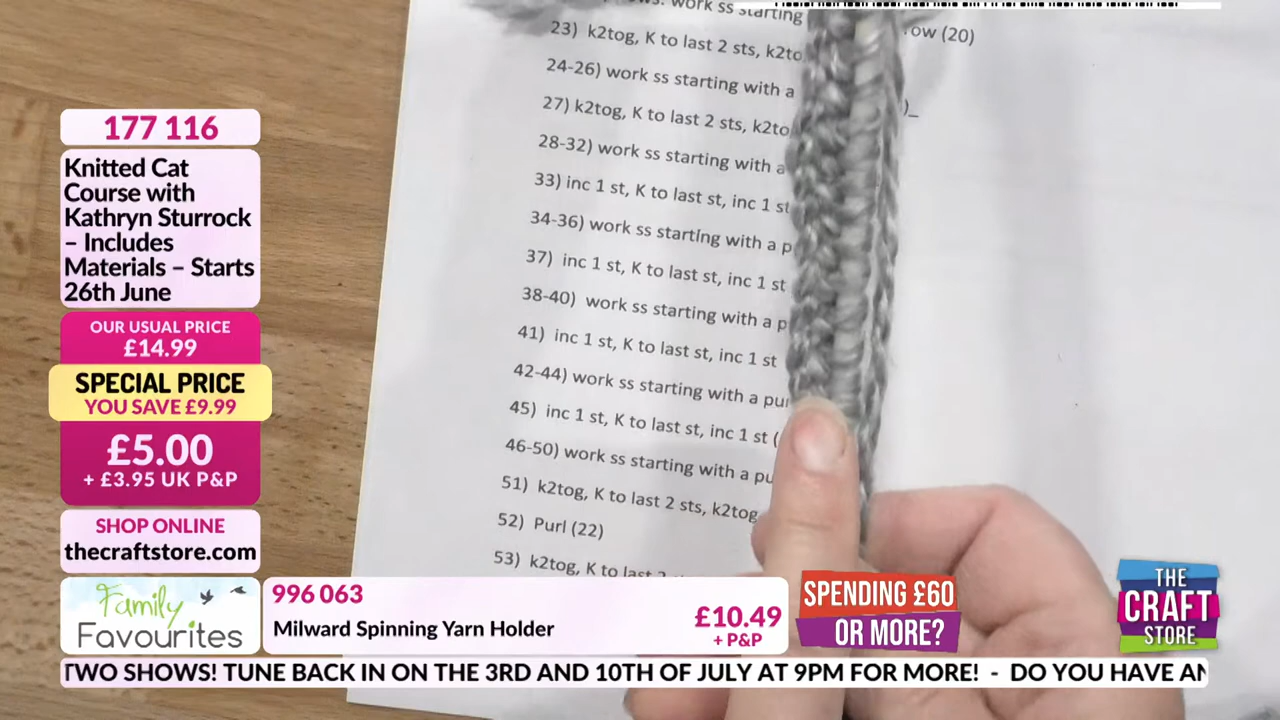 work ss starting
row (20)
23) k2tog, K to last 2 sts, k2to
24-26) work ss starting with a
)_
27) k2tog, K to last 2 sts, k2to
28-32) work ss starting with a
33) inc 1 st, K to last st, inc 1 st
34-36) work ss starting with a p
37) inc 1 st, K to last st, inc 1 st
38-40) work ss starting with a p
41) inc 1 st, K to last st, inc 1 st
42-44) work ss starting with a pu
45) inc 1 st, K to last st, inc 1 st (
46-50) work ss starting with a pu
51) k2tog, K to last 2 sts, k2tog
52) Purl (22)
53) k2tog, K to last 2
177 116
Knitted Cat
Course with
Kathryn Sturrock
– Includes
Materials – Starts
26th June
OUR USUAL PRICE
£14.99
SPECIAL PRICE
YOU SAVE £9.99
£5.00
+ £3.95 UK P&P
SHOP ONLINE
thecraftstore.com
Family
Favourites
996 063
Milward Spinning Yarn Holder
£10.49
+ P&P
SPENDING £60
OR MORE?
THE
CRAFT
STORE
TWO SHOWS! TUNE BACK IN ON THE 3RD AND 10TH OF JULY AT 9PM FOR MORE! - DO YOU HAVE AN